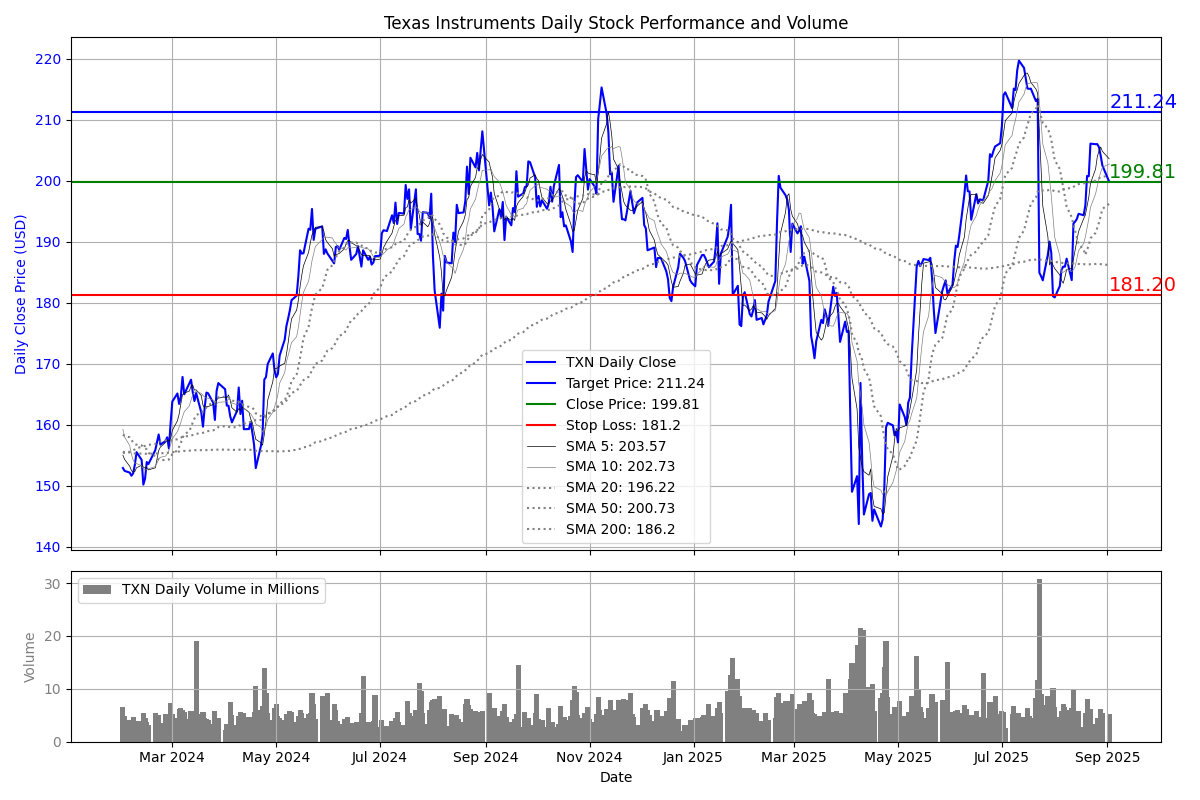 Texas Instruments Daily Stock Performance and Volume
Daily Close Price (USD)
220
210
200
190
180
170
160
150
140
211.24
199.81
181.20
TXN Daily Close
Target Price: 211.24
Close Price: 199.81
Stop Loss: 181.2
SMA 5: 203.57
SMA 10: 202.73
SMA 20: 196.22
SMA 50: 200.73
SMA 200: 186.2
Volume
30
20
10
0
TXN Daily Volume in Millions
Mar 2024 May 2024 Jul 2024 Sep 2024 Nov 2024 Jan 2025 Mar 2025 May 2025 Jul 2025 Sep 2025
Date